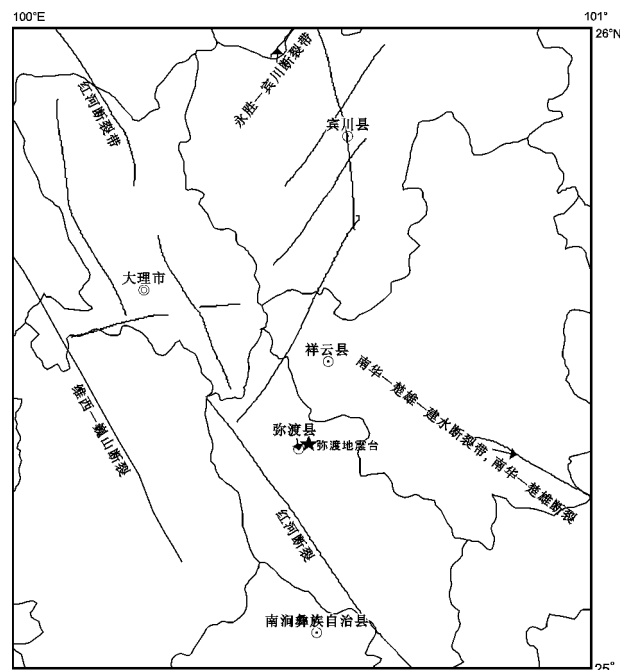 100°E
101°
26°N
永胜—宾川断裂带
红河断裂带
宾川县
大理市
祥云县
南华—楚雄—建水断裂带,南华—楚雄断裂
维西—巍山断裂
弥渡县
弥渡地震台
红河断裂
南涧彝族自治县
25°